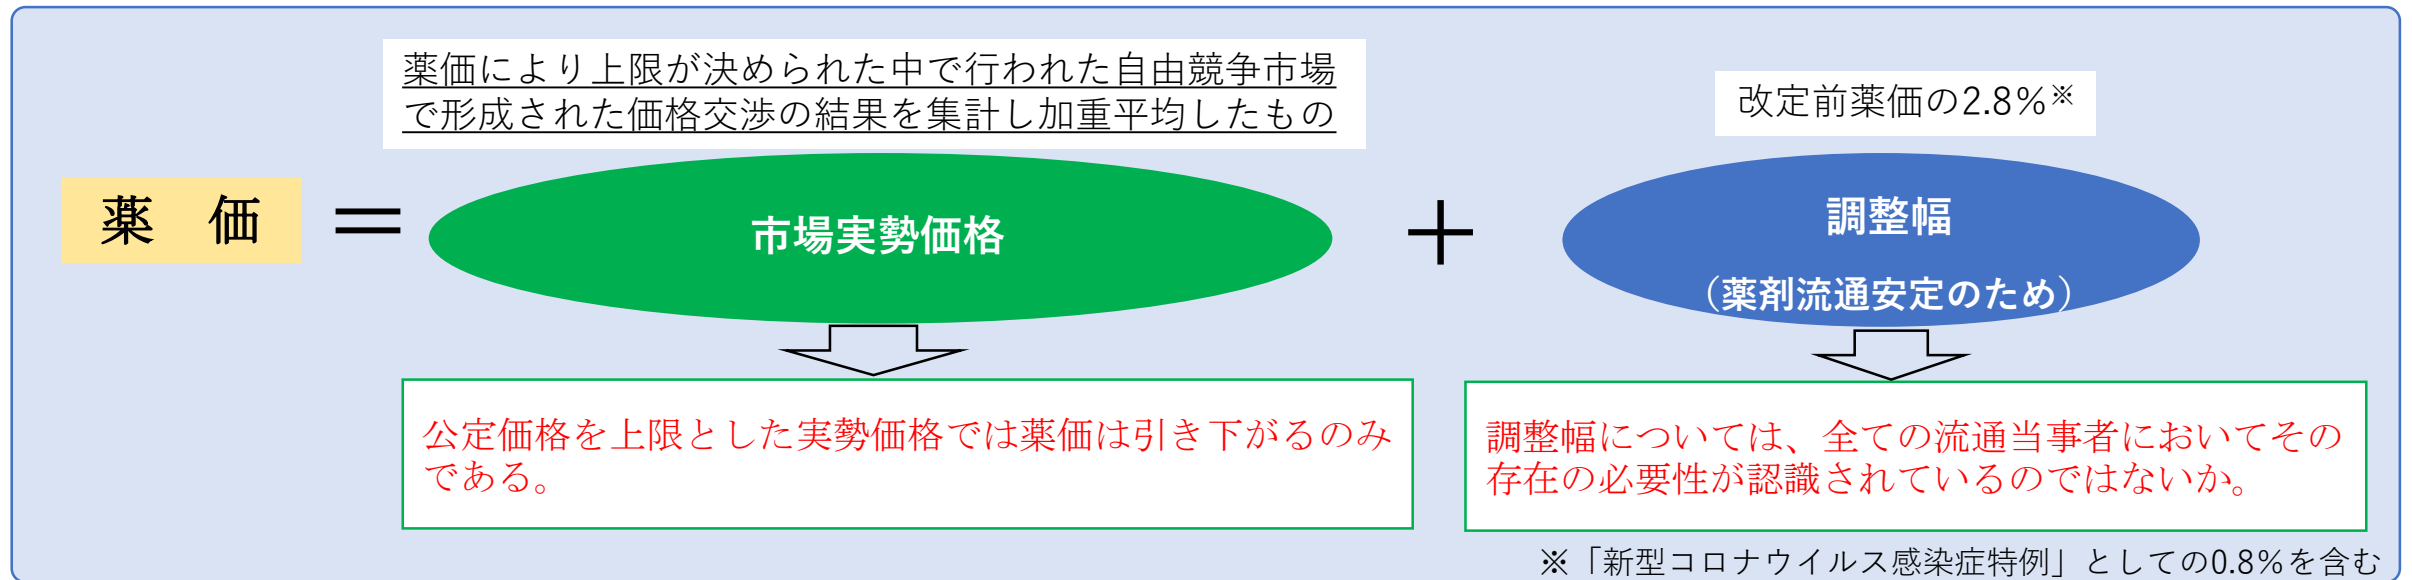 薬価により上限が決められた中で行われた自由競争市場
で形成された価格交渉の結果を集計し加重平均したもの
改定前薬価の2.8%※
薬　価
＝
市場実勢価格
＋
調整幅
（薬剤流通安定のため）
公定価格を上限とした実勢価格では薬価は引き下がるのみ
である。
調整幅については、全ての流通当事者においてその
存在の必要性が認識されているのではないか。
※「新型コロナウイルス感染症特例」としての0.8%を含む